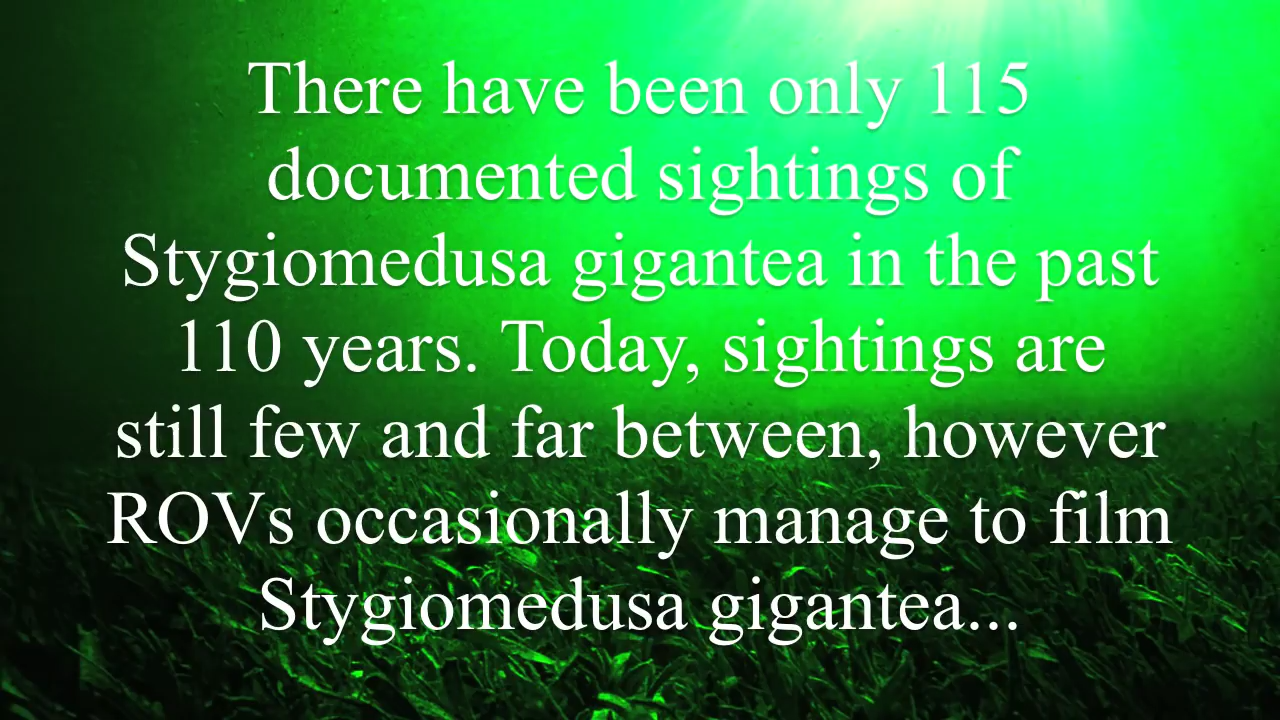 There have been only 115
documented sightings of
Stygiomedusa gigantea in the past
110 years. Today, sightings are
still few and far between, however
ROVs occasionally manage to film
Stygiomedusa gigantea...